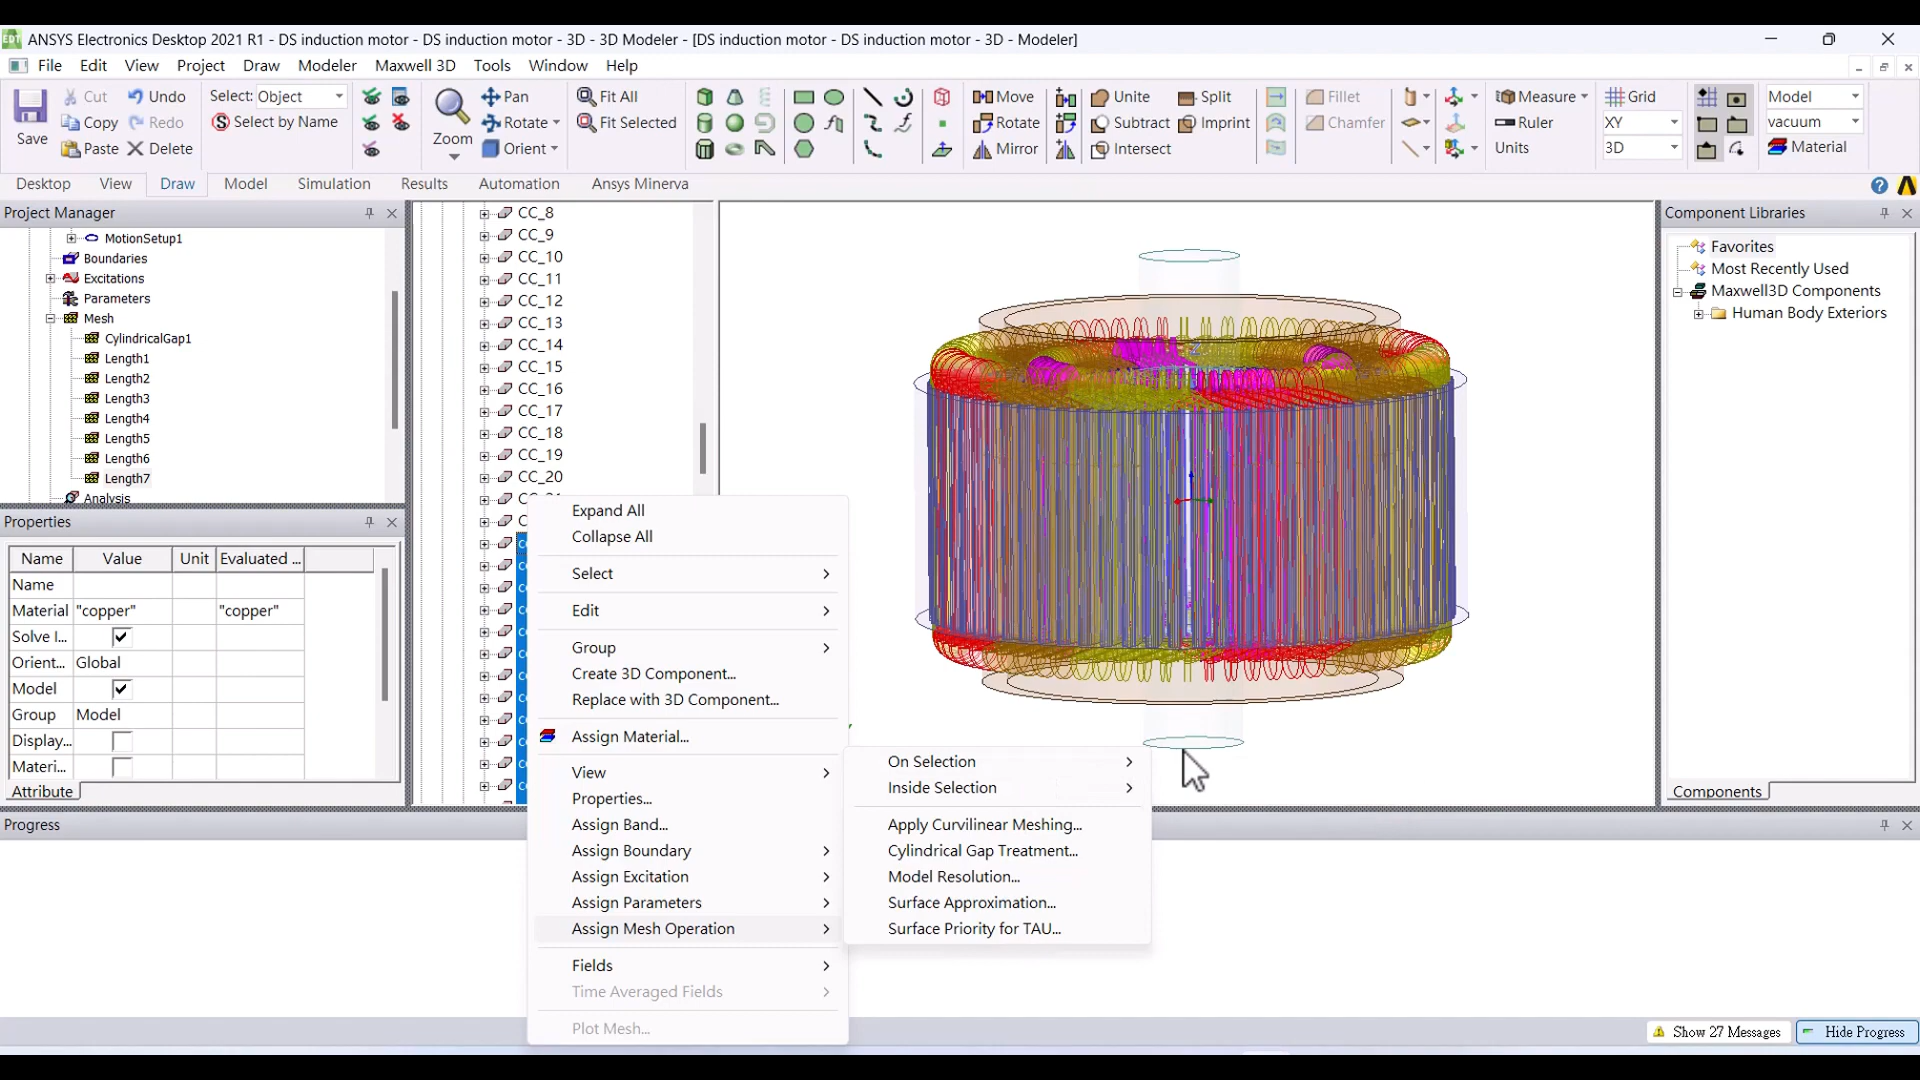 ANSYS Electronics Desktop 2021 R1 - DS induction motor - DS induction motor - 3D - 3D Modeler - [DS induction motor - DS induction motor - 3D - Modeler]
File Edit View Project Draw Modeler Maxwell 3D Tools Window Help
Save
Cut
Copy
Paste
Undo
Redo
Delete
Select: Object
Select by Name
Zoom
Pan
Rotate
Orient
Fit All
Fit Selected
Move
Rotate
Mirror
Unite
Subtract
Intersect
Split
Imprint
Fillet
Chamfer
Measure
Ruler
Units
Grid
XY
3D
Model
vacuum
Material
Desktop View Draw Model Simulation Results Automation Ansys Minerva
Project Manager
MotionSetup1
Boundaries
Excitations
Parameters
Mesh
CylindricalGap1
Length1
Length2
Length3
Length4
Length5
Length6
Length7
Analysis
Properties
Name Value Unit Evaluated ...
Name
Material "copper" "copper"
Solve I...
Orient... Global
Model
Group Model
Display...
Materi...
Attribute
CC_8
CC_9
CC_10
CC_11
CC_12
CC_13
CC_14
CC_15
CC_16
CC_17
CC_18
CC_19
CC_20
Expand All
Collapse All
Select
Edit
Group
Create 3D Component...
Replace with 3D Component...
Assign Material...
View
Properties...
Assign Band...
Assign Boundary
Assign Excitation
Assign Parameters
Assign Mesh Operation
Fields
Time Averaged Fields
Plot Mesh...
On Selection
Inside Selection
Apply Curvilinear Meshing...
Cylindrical Gap Treatment...
Model Resolution...
Surface Approximation...
Surface Priority for TAU...
Z
Component Libraries
Favorites
Most Recently Used
Maxwell3D Components
Human Body Exteriors
Components
Progress
Show 27 Messages
Hide Progress